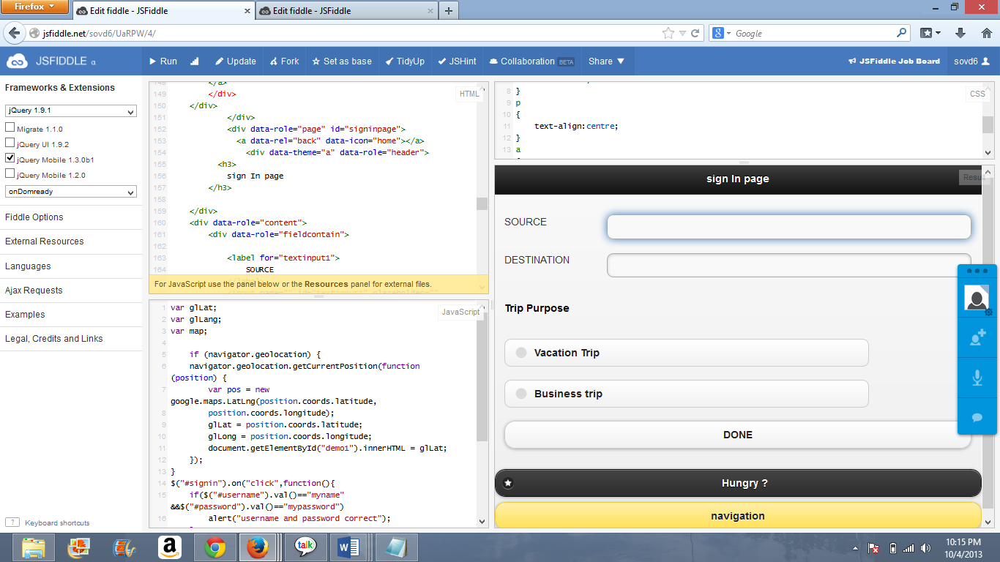 Firefox
Edit fiddle - JSFiddle
Edit fiddle - JSFiddle
jsfiddle.net/sovd6/UaRPW/4/
Google
JSFIDDLE α
Run
Update
Fork
Set as base
TidyUp
JSHint
Collaboration BETA
Share
JSFiddle Job Board
sovd6
Frameworks & Extensions
jQuery 1.9.1
Migrate 1.1.0
jQuery UI 1.9.2
jQuery Mobile 1.3.0b1
jQuery Mobile 1.2.0
onDomready
Fiddle Options
External Resources
Languages
Ajax Requests
Examples
Legal, Credits and Links
? Keyboard shortcuts
HTML
148 </a>
149 </div>
150 </div>
151 </div>
152 <div data-role="page" id="signinpage">
153 <a data-rel="back" data-icon="home"></a>
154 <div data-theme="a" data-role="header">
155 <h3>
156 sign In page
157 </h3>
158
159 </div>
160 <div data-role="content">
161 <div data-role="fieldcontain">
162
163 <label for="textinput1">
164 SOURCE
For JavaScript use the panel below or the Resources panel for external files.
JavaScript
1 var glLat;
2 var glLang;
3 var map;
4
5 if (navigator.geolocation) {
6 navigator.geolocation.getCurrentPosition(function
(position) {
7 var pos = new
google.maps.LatLng(position.coords.latitude,
8 position.coords.longitude);
9 glLat = position.coords.latitude;
10 glLong = position.coords.longitude;
11 document.getElementById("demo1").innerHTML = glLat;
12 });
13 }
14 $("#signin").on("click",function(){
15 if($("#username").val()=="myname"
&&$("#password").val()=="mypassword")
16 alert("username and password correct");
CSS
8 }
9 p
10 {
11 text-align:centre;
12 }
13 a
sign In page
Result
SOURCE
DESTINATION
Trip Purpose
Vacation Trip
Business trip
DONE
Hungry ?
navigation
talk
10:15 PM
10/4/2013